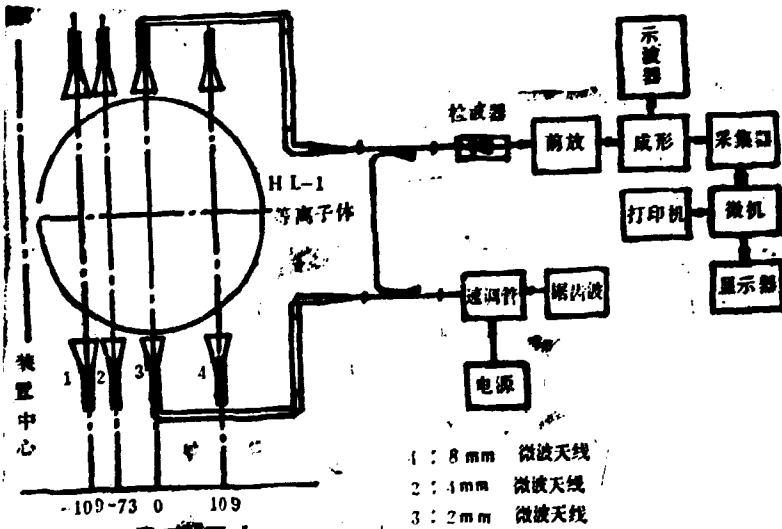 示波器
检波器
前放
成形
采集器
HL-1
等离子体
打印机
微机
显示器
速调管
锯齿波
电源
装置中心
1 2 3 4
-109 -73 0 109
1:8mm 微波天线
2:4mm 微波天线
3:2mm 微波天线